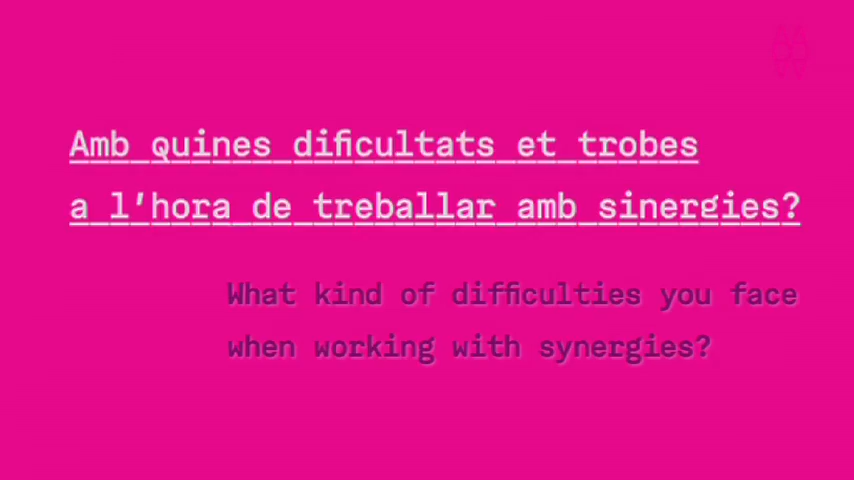 Amb quines dificultats et trobes
a l'hora de treballar amb sinergies?
What kind of difficulties you face
when working with synergies?